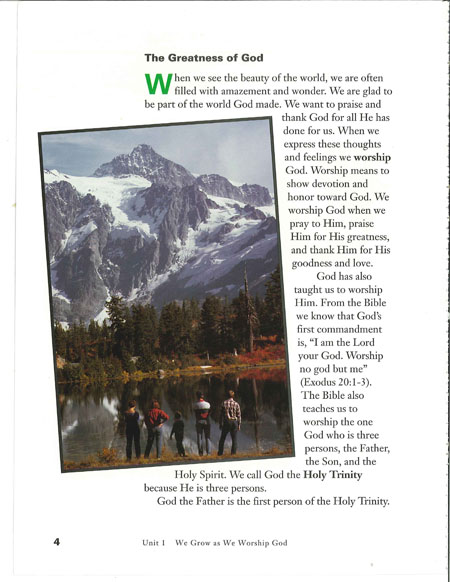 The Greatness of God
When we see the beauty of the world, we are often
filled with amazement and wonder. We are glad to
be part of the world God made. We want to praise and
thank God for all He has
done for us. When we
express these thoughts
and feelings we worship
God. Worship means to
show devotion and
honor toward God. We
worship God when we
pray to Him, praise
Him for His greatness,
and thank Him for His
goodness and love.
God has also
taught us to worship
Him. From the Bible
we know that God's
first commandment
is, "I am the Lord
your God. Worship
no god but me"
(Exodus 20:1-3).
The Bible also
teaches us to
worship the one
God who is three
persons, the Father,
the Son, and the
Holy Spirit. We call God the Holy Trinity
because He is three persons.
God the Father is the first person of the Holy Trinity.
4 Unit 1 We Grow as We Worship God